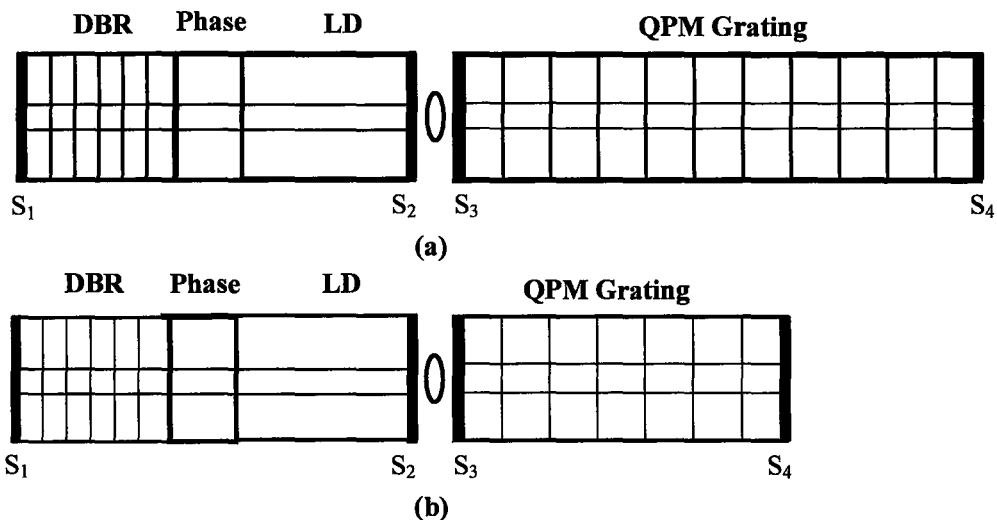 DBR Phase LD QPM Grating
S₁ S₂ S₃ S₄
(a)
DBR Phase LD QPM Grating
S₁ S₂ S₃ S₄
(b)